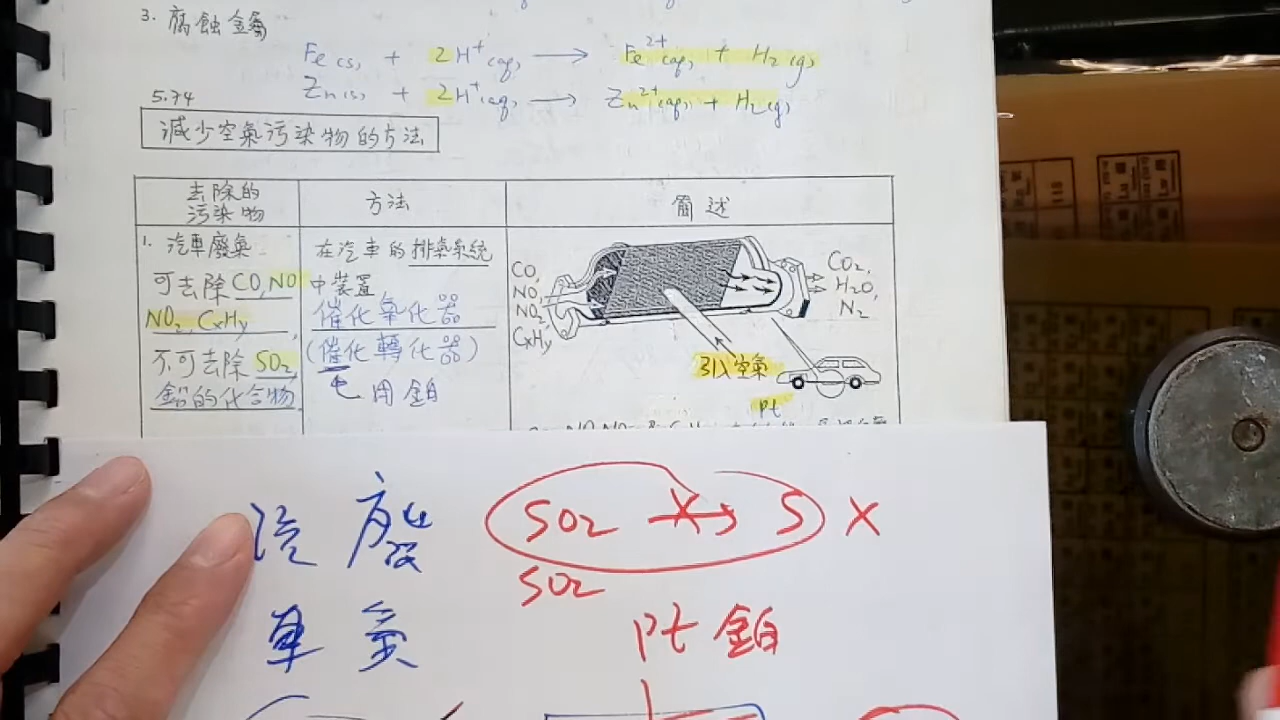 3. 腐蝕金屬
Fe(s) + 2H⁺(aq) → Fe²⁺(aq) + H₂(g)
Zn(s) + 2H⁺(aq) → Zn²⁺(aq) + H₂(g)
5.74
減少空氣污染物的方法
去除的
污染物
方法
簡述
1. 汽車廢氣
可去除CO,NO
NO₂,CxHy,
不可去除SO₂,
鉛的化合物
在汽車的排氣系統
中裝置
催化氧化器
(催化轉化器)
用鉑
CO,
NO,
NO₂,
CxHy
CO₂,
H₂O,
N₂
引入空氣
Pt
汽廢
車氣
SO₂ → S X
SO₂
Pt 鉑